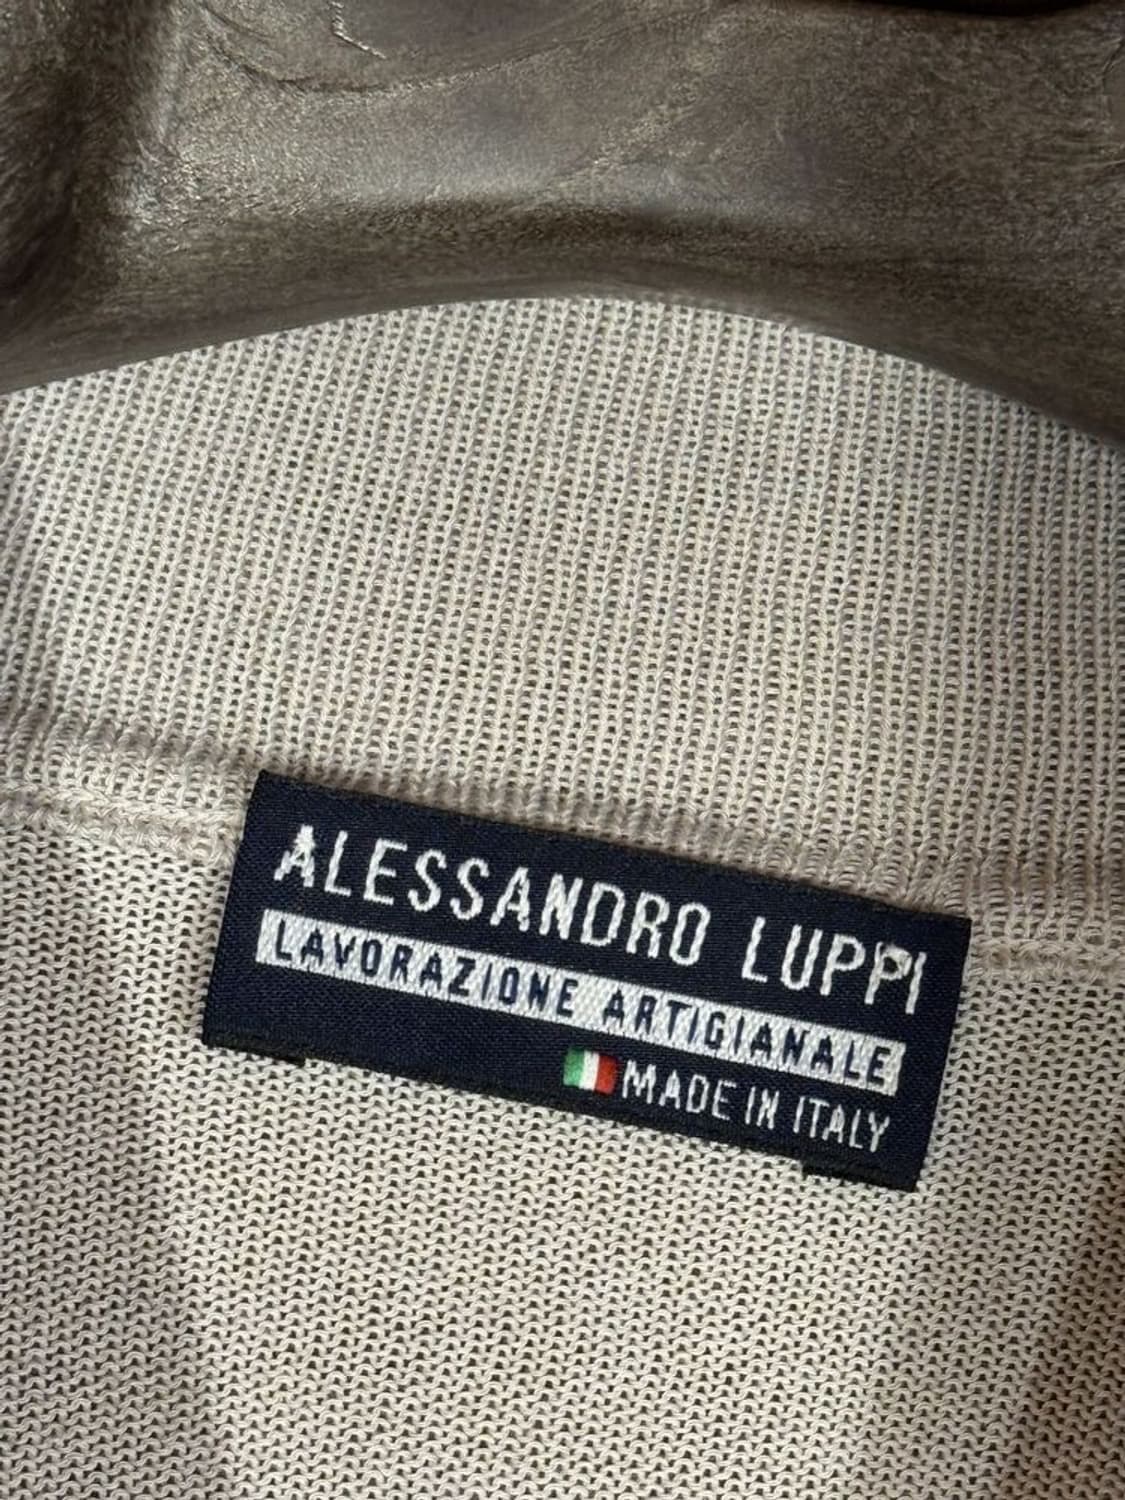 ALESSANDRO LUPPI
LAVORAZIONE ARTIGIANALE
MADE IN ITALY